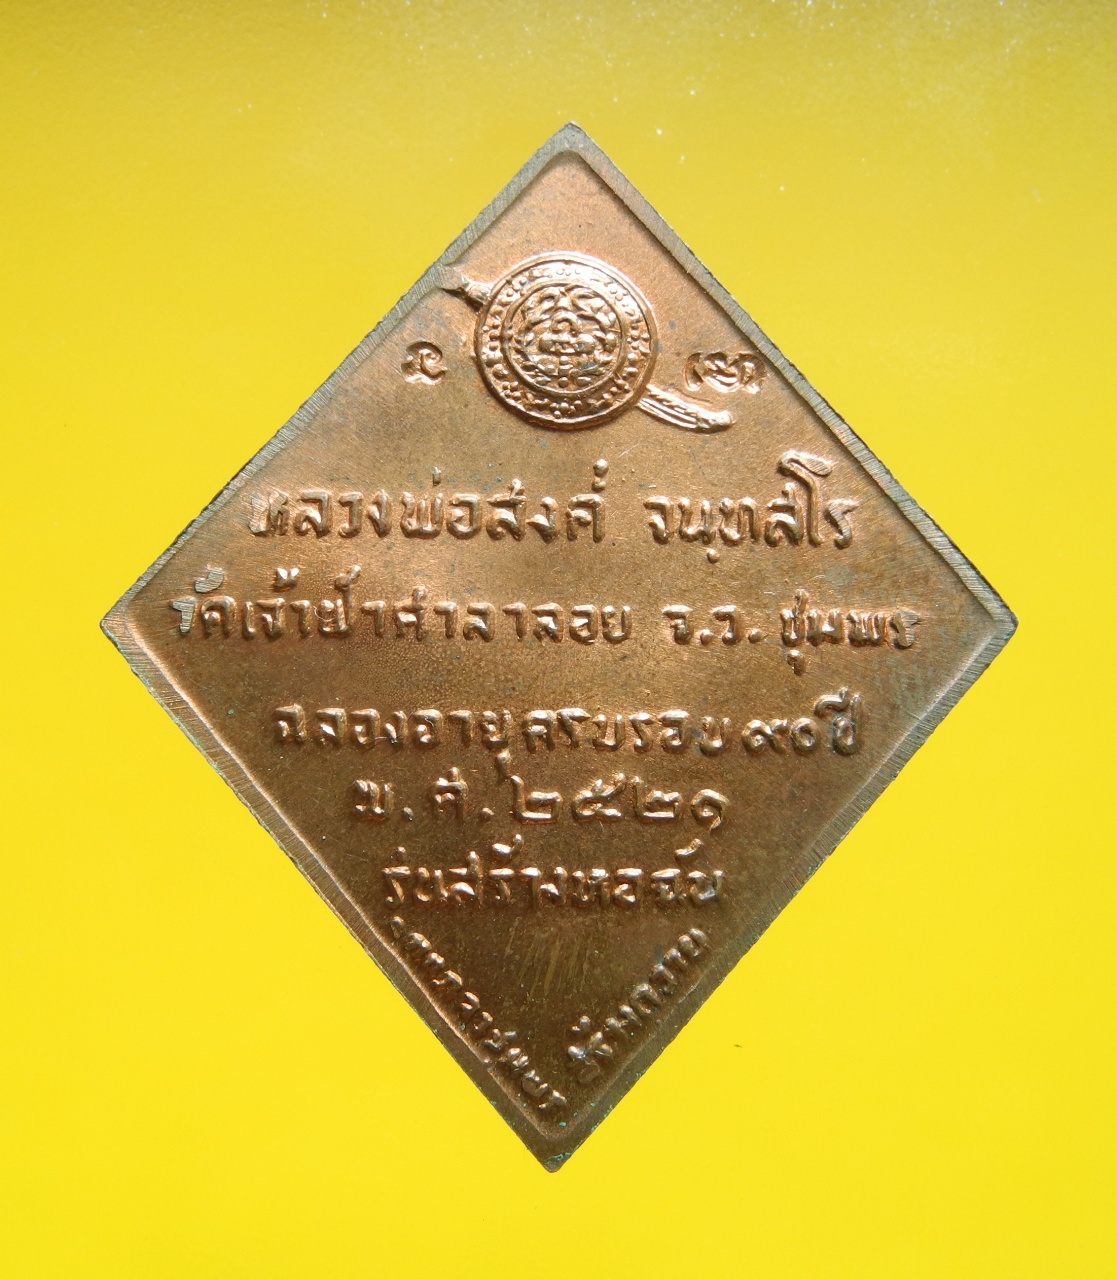 หลวงพ่อสงค์ จนฺทสโร
วัดเจ้าฟ้าศาลาลอย จ.ว. ชุมพร
ฉลองอายุครบรอบ ๙๐ ปี
พ.ศ. ๒๕๒๑
รุ่นสร้างหอฉัน